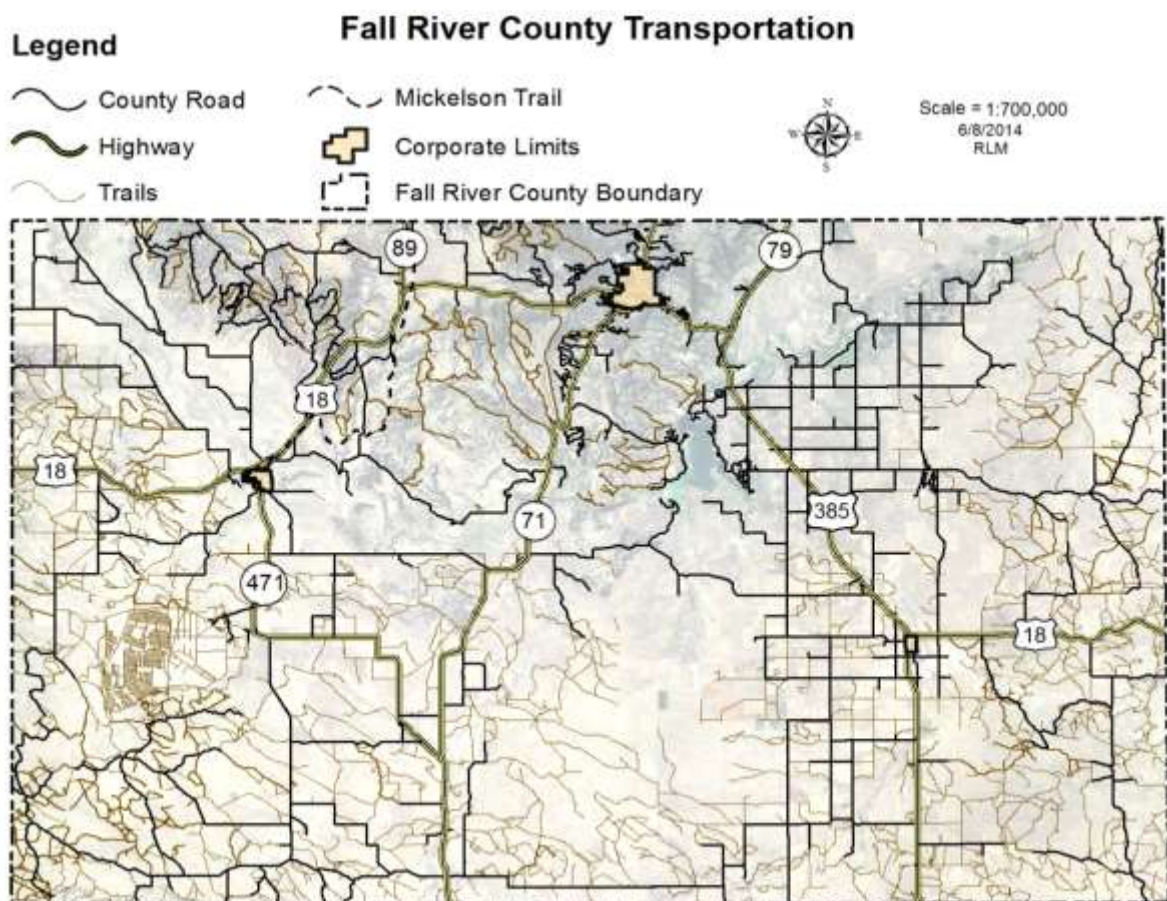 Fall River County Transportation
Legend
County Road
Highway
Trails
Mickelson Trail
Corporate Limits
Fall River County Boundary
N
W E
S
Scale = 1:700,000
6/8/2014
RLM
89
79
18
18
71
385
471
18